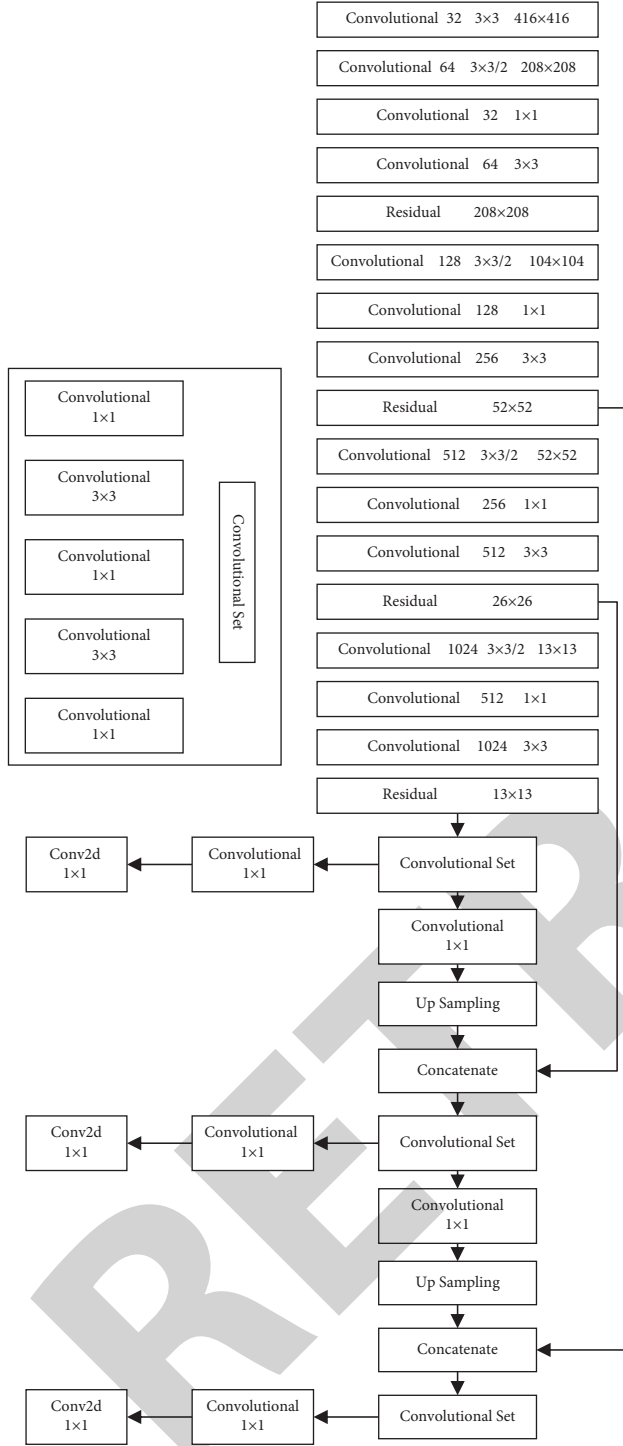 Convolutional 32 3×3 416×416
Convolutional 64 3×3/2 208×208
Convolutional 32 1×1
Convolutional 64 3×3
Residual 208×208
Convolutional 128 3×3/2 104×104
Convolutional 128 1×1
Convolutional 256 3×3
Residual 52×52
Convolutional 512 3×3/2 52×52
Convolutional 256 1×1
Convolutional 512 3×3
Residual 26×26
Convolutional 1024 3×3/2 13×13
Convolutional 512 1×1
Convolutional 1024 3×3
Residual 13×13
Convolutional
1×1
Convolutional
3×3
Convolutional
1×1
Convolutional
3×3
Convolutional
1×1
Convolutional Set
Conv2d
1×1
Convolutional
1×1
Convolutional Set
Convolutional
1×1
Up Sampling
Concatenate
Conv2d
1×1
Convolutional
1×1
Convolutional Set
Convolutional
1×1
Up Sampling
Concatenate
Conv2d
1×1
Convolutional
1×1
Convolutional Set